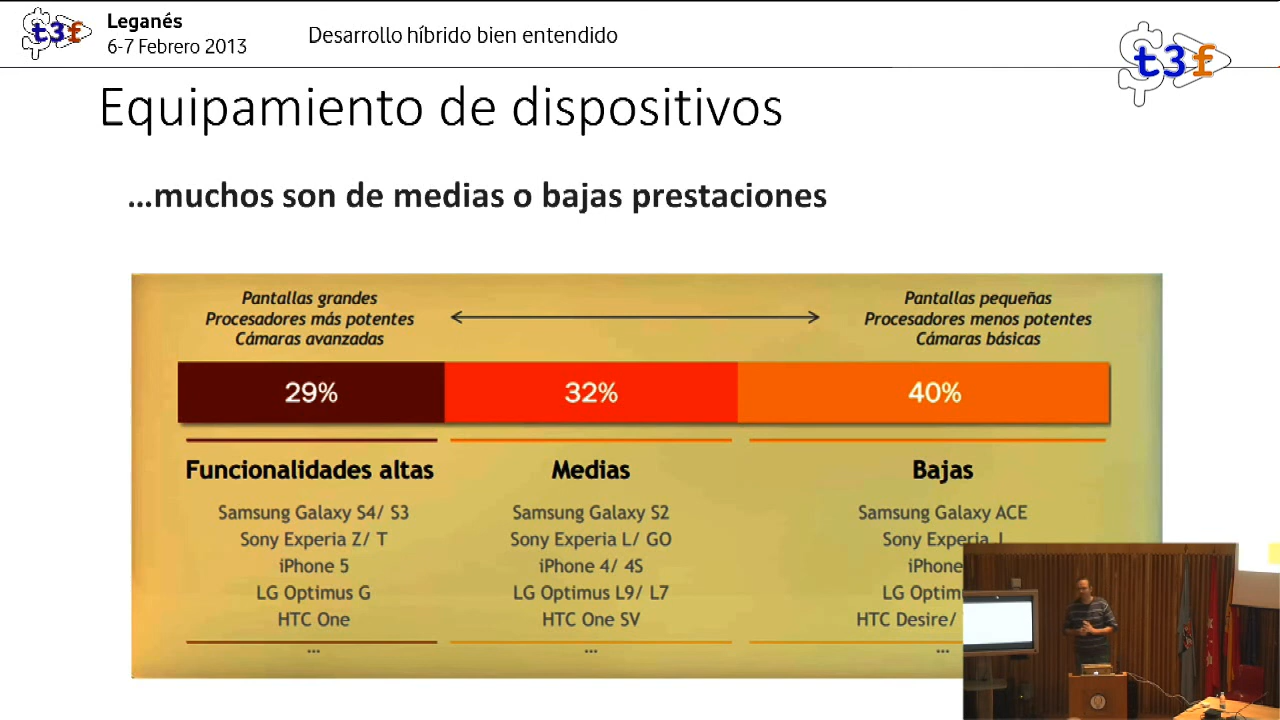 t3f
Leganés
6-7 Febrero 2013
Desarrollo híbrido bien entendido
t3f
Equipamiento de dispositivos
...muchos son de medias o bajas prestaciones
Pantallas grandes
Procesadores más potentes
Cámaras avanzadas
Pantallas pequeñas
Procesadores menos potentes
Cámaras básicas
29%
32%
40%
Funcionalidades altas
Medias
Bajas
Samsung Galaxy S4/ S3
Samsung Galaxy S2
Samsung Galaxy ACE
Sony Experia Z/ T
Sony Experia L/ GO
Sony Experia
iPhone 5
iPhone 4/ 4S
iPhone
LG Optimus G
LG Optimus L9/ L7
LG
HTC One
HTC One SV
HTC Desire/
...
...
...